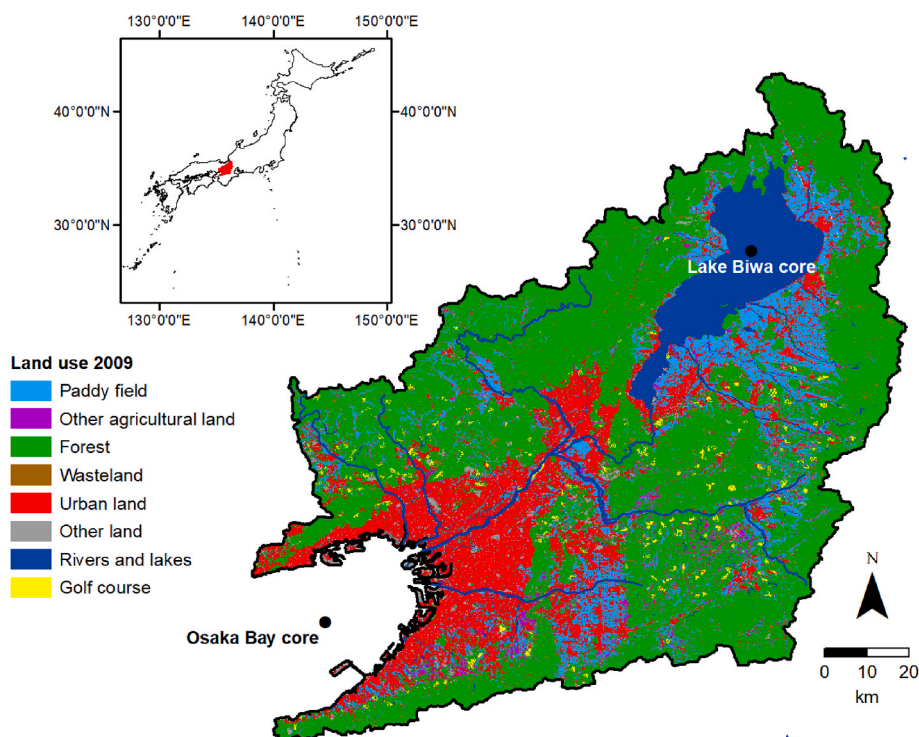 130°0'0"E 140°0'0"E 150°0'0"E
40°0'0"N 40°0'0"N
30°0'0"N 30°0'0"N
130°0'0"E 140°0'0"E 150°0'0"E
Lake Biwa core
Land use 2009
Paddy field
Other agricultural land
Forest
Wasteland
Urban land
Other land
Rivers and lakes
Golf course
Osaka Bay core
N
0 10 20
km